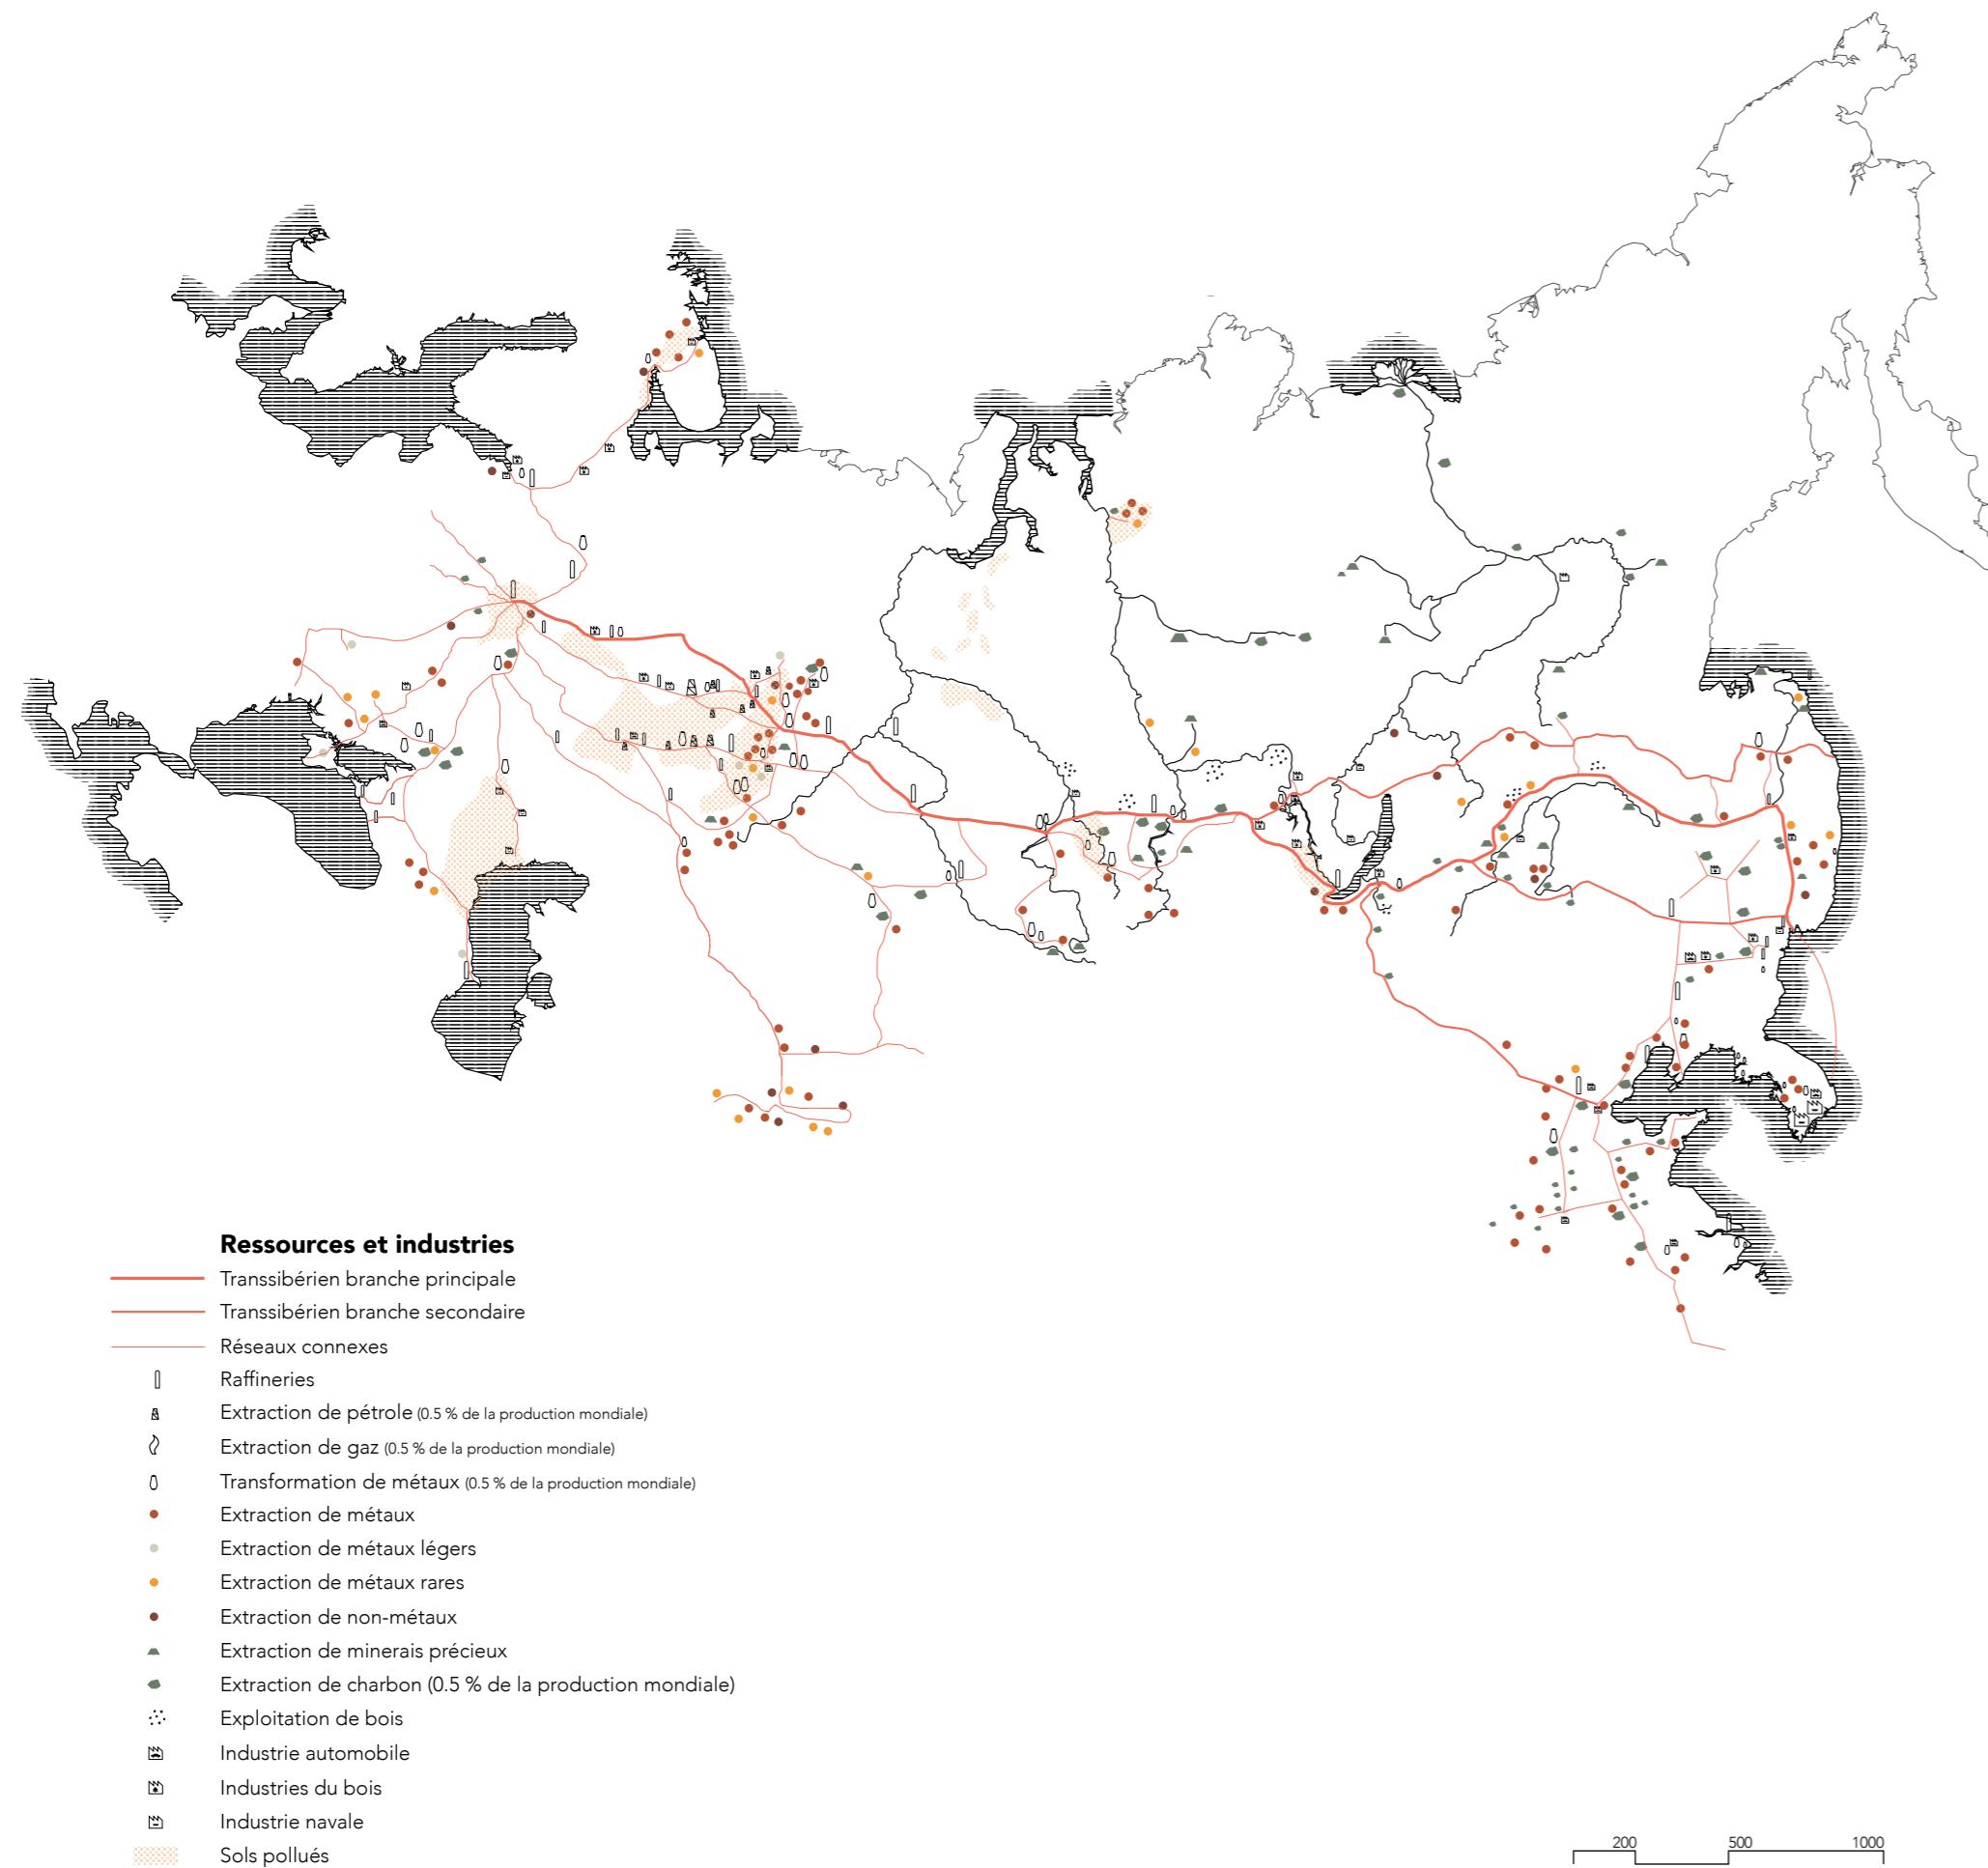 Ressources et industries
Transsibérien branche principale
Transsibérien branche secondaire
Réseaux connexes
Raffineries
Extraction de pétrole (0.5 % de la production mondiale)
Extraction de gaz (0.5 % de la production mondiale)
Transformation de métaux (0.5 % de la production mondiale)
Extraction de métaux
Extraction de métaux légers
Extraction de métaux rares
Extraction de non-métaux
Extraction de minerais précieux
Extraction de charbon (0.5 % de la production mondiale)
Exploitation de bois
Industrie automobile
Industries du bois
Industrie navale
Sols pollués
200 500 1000